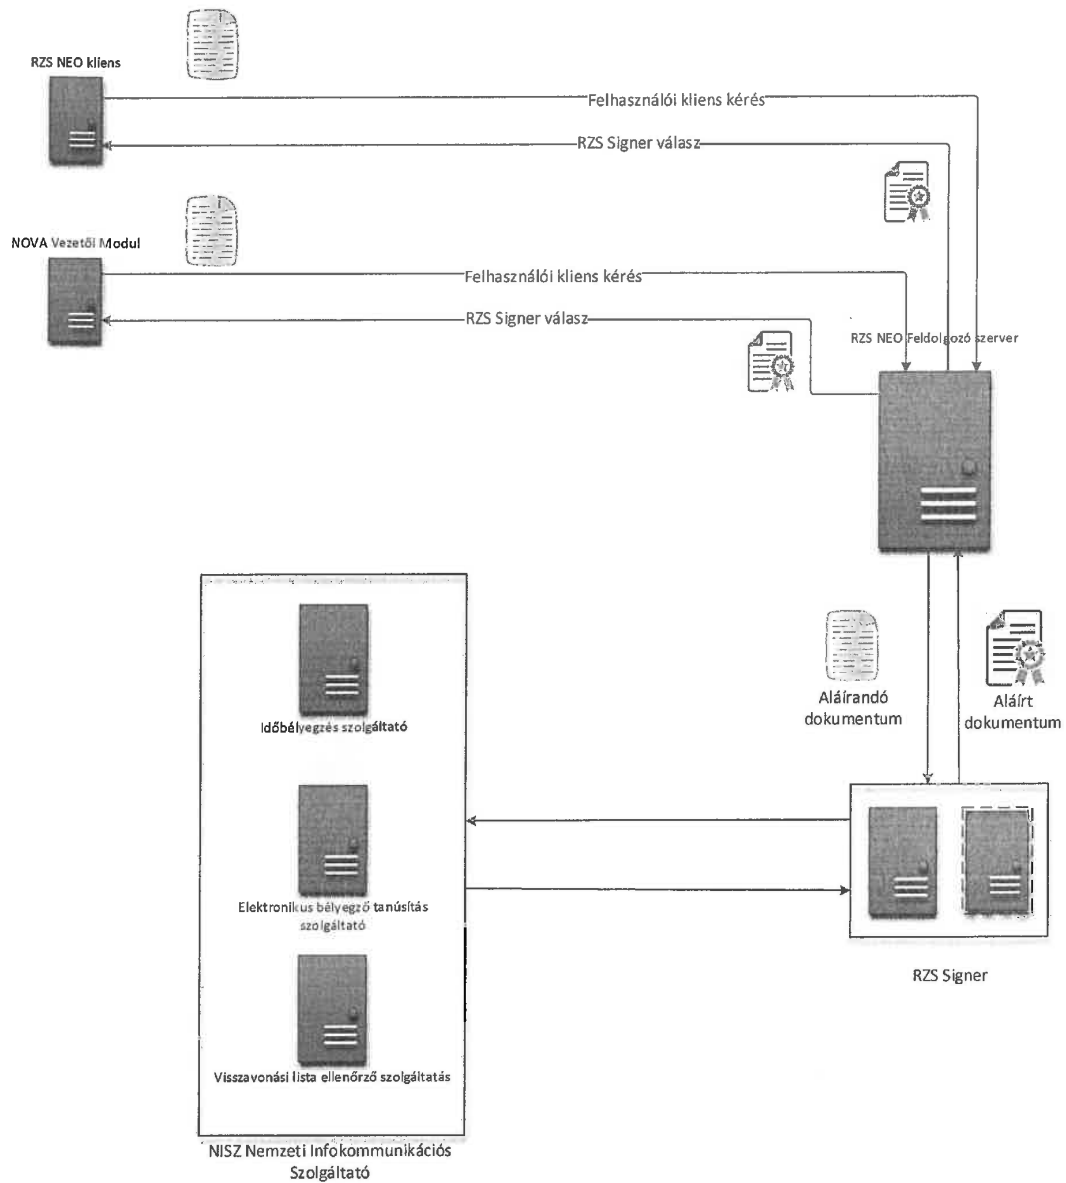 RZS NEO kliens
Felhasználói kliens kérés
RZS Signer válasz
NOVA Vezetői Modul
Felhasználói kliens kérés
RZS Signer válasz
RZS NEO Feldolgozó szerver
Aláírandó
dokumentum
Aláírt
dokumentum
Időbélyegzés szolgáltató
Elektronikus bélyegző tanúsítás
szolgáltató
Visszavonási lista ellenőrző szolgáltatás
RZS Signer
NISZ Nemzeti Infokommunikációs
Szolgáltató